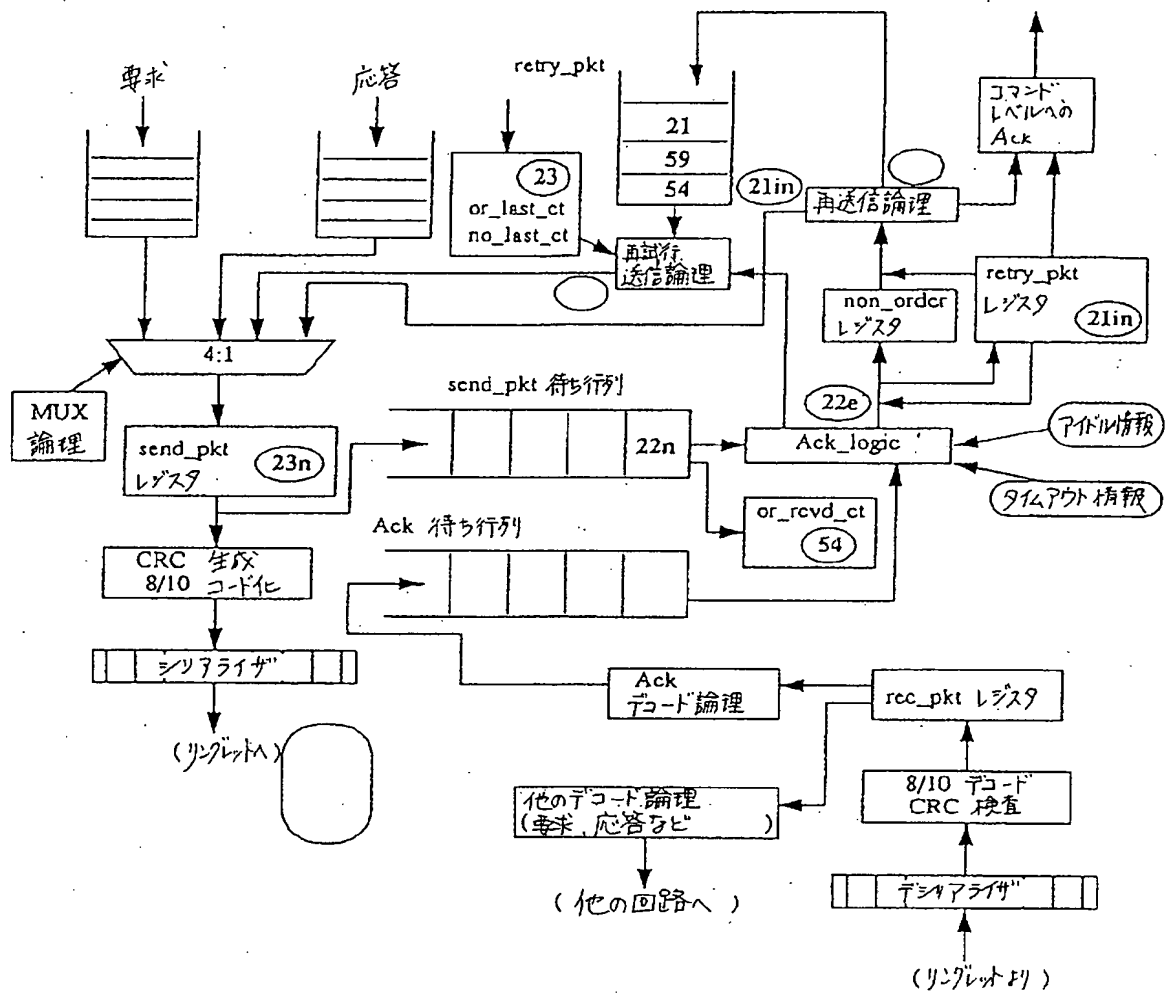 要求
応答
retry_pkt
21
59
54
23
or_last_ct
no_last_ct
再試行
送信論理
21in
再送信論理
コマンド
レベルへの
Ack
retry_pkt
レジスタ
21in
non_order
レジスタ
4:1
MUX
論理
send_pkt
レジスタ
23n
send_pkt 待ち行列
22n
22e
Ack_logic
アイドル情報
タイムアウト情報
or_rcvd_ct
54
Ack 待ち行列
CRC 生成
8/10 コード化
シリアライザ
(リングレットへ)
Ack
デコード論理
rec_pkt レジスタ
他のデコード論理
(要求、応答など )
(他の回路へ)
8/10 デコード
CRC 検査
デシリアライザ
(リングレットより)